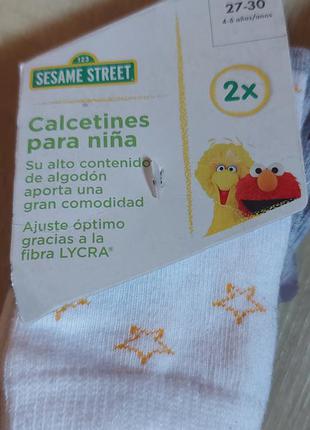 27-30
4-6 años/anos
123
SESAME STREET
2x
Calcetines
para niña
Su alto contenido
de algodón
aporta una
gran comodidad
Ajuste óptimo
gracias a la
fibra LYCRA®